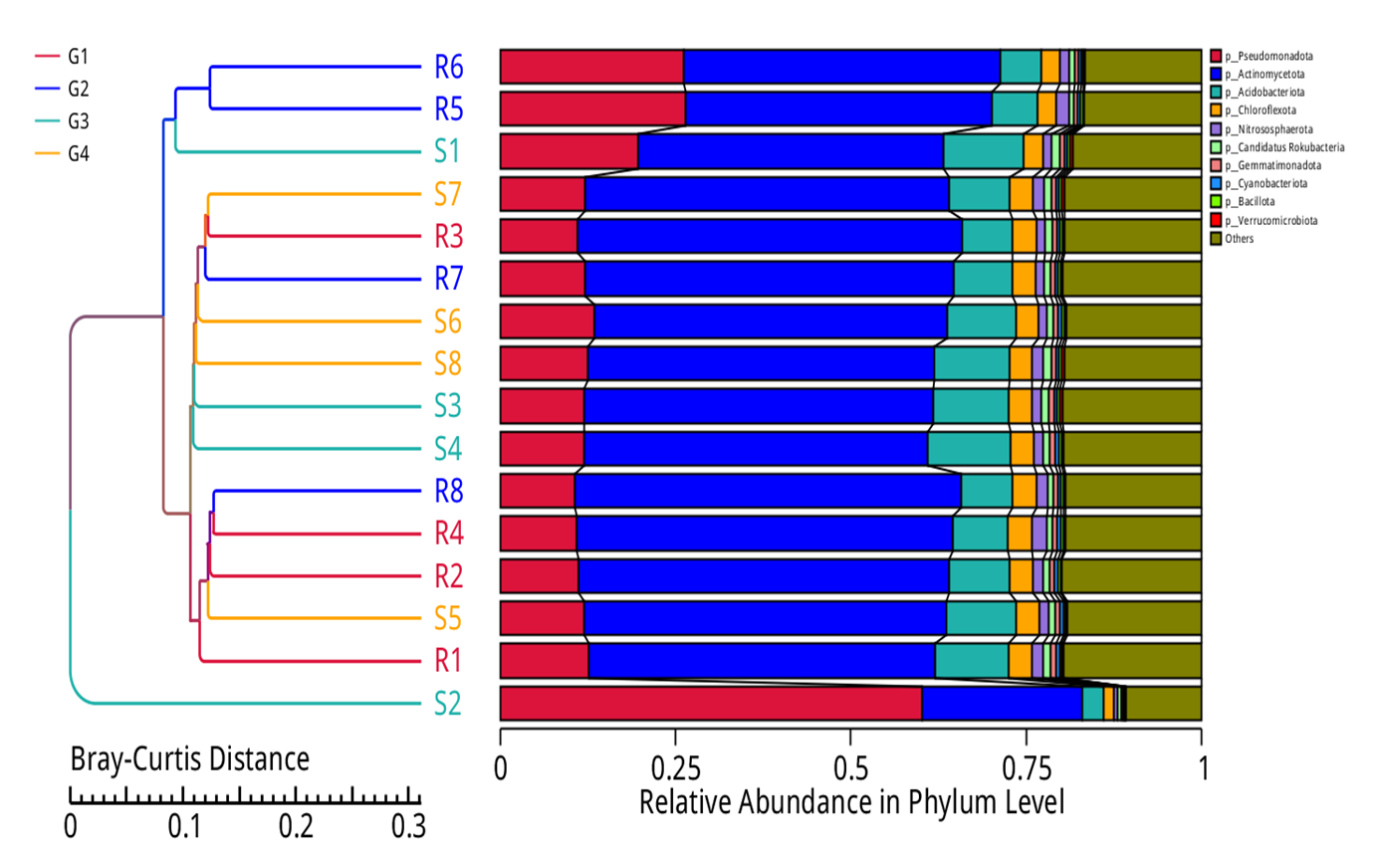 G1
G2
G3
G4
R6
R5
S1
S7
R3
R7
S6
S8
S3
S4
R8
R4
R2
S5
R1
S2
p__Pseudomonadota
p__Actinomycetota
p__Acidobacteriota
p__Chloroflexota
p__Nitrososphaerota
p__Candidatus Rokubacteria
p__Gemmatimonadota
p__Cyanobacteriota
p__Bacillota
p__Verrucomicrobiota
Others
Bray-Curtis Distance
0 0.1 0.2 0.3
0 0.25 0.5 0.75 1
Relative Abundance in Phylum Level